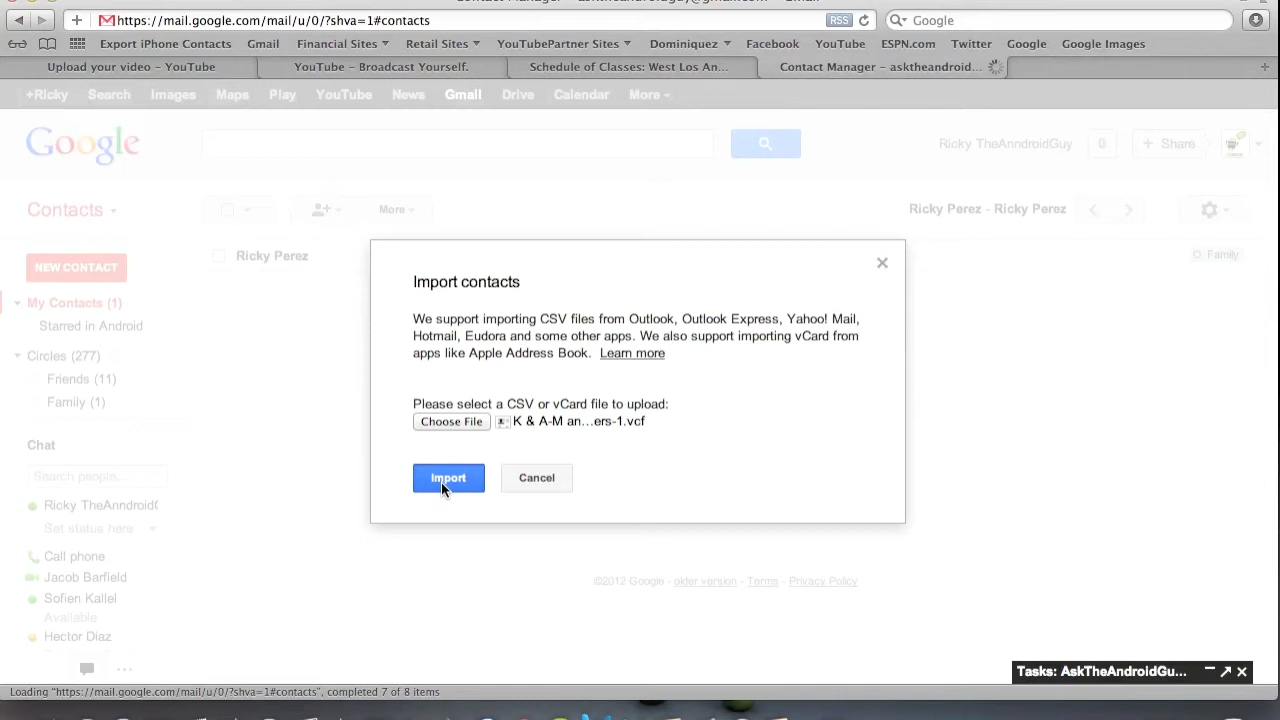 https://mail.google.com/mail/u/0/?shva=1#contacts
RSS
Google
Export iPhone Contacts
Gmail
Financial Sites
Retail Sites
YouTubePartner Sites
Dominiquez
Facebook
YouTube
ESPN.com
Twitter
Google
Google Images
Upload your video - YouTube
YouTube - Broadcast Yourself.
Schedule of Classes: West Los An...
Contact Manager - asktheandroid...
+Ricky
Search
Images
Maps
Play
YouTube
News
Gmail
Drive
Calendar
More
Google
Ricky TheAnndroidGuy
0
+ Share
Contacts
More
Ricky Perez - Ricky Perez
NEW CONTACT
Ricky Perez
Family
My Contacts (1)
Starred in Android
Circles (277)
Friends (11)
Family (1)
Chat
Search people...
Ricky TheAnndroidG
Set status here
Call phone
Jacob Barfield
Sofien Kallel
Available
Hector Diaz
Import contacts
We support importing CSV files from Outlook, Outlook Express, Yahoo! Mail,
Hotmail, Eudora and some other apps. We also support importing vCard from
apps like Apple Address Book. Learn more
Please select a CSV or vCard file to upload:
Choose File K & A-M an...ers-1.vcf
Import
Cancel
©2012 Google - older version - Terms - Privacy Policy
Tasks: AskTheAndroidGu...
Loading "https://mail.google.com/mail/u/0/?shva=1#contacts", completed 7 of 8 items